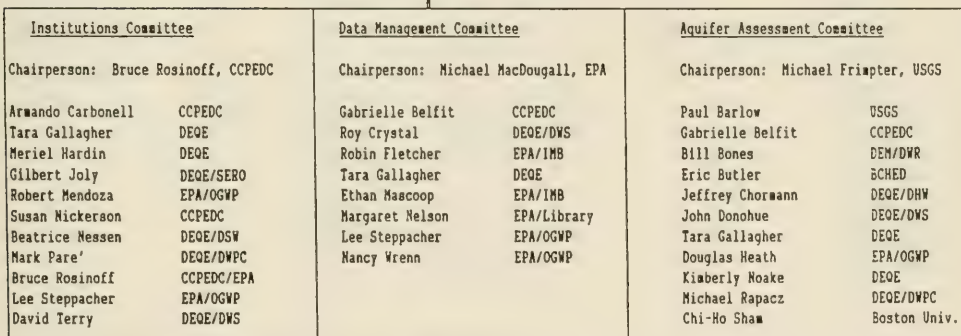 Institutions Committee
Chairperson: Bruce Rosinoff, CCPEDC
Armando Carbonell CCPEDC
Tara Gallagher DEQE
Meriel Hardin DEQE
Gilbert Joly DEQE/SERO
Robert Mendoza EPA/OGWP
Susan Nickerson CCPEDC
Beatrice Nessen DEQE/DSW
Mark Pare' DEQE/DWPC
Bruce Rosinoff CCPEDC/EPA
Lee Steppacher EPA/OGWP
David Terry DEQE/DWS
Data Management Committee
Chairperson: Michael MacDougall, EPA
Gabrielle Belfit CCPEDC
Roy Crystal DEQE/DWS
Robin Fletcher EPA/IMB
Tara Gallagher DEQE
Ethan Mascoop EPA/IMB
Margaret Nelson EPA/Library
Lee Steppacher EPA/OGWP
Nancy Wrenn EPA/OGWP
Aquifer Assessment Committee
Chairperson: Michael Frimpter, USGS
Paul Barlow USGS
Gabrielle Belfit CCPEDC
Bill Bones DEM/DWR
Eric Butler BCHED
Jeffrey Chormann DEQE/DHW
John Donohue DEQE/DWS
Tara Gallagher DEQE
Douglas Heath EPA/OGWP
Kimberly Noake DEQE
Michael Rapacz DEQE/DWPC
Chi-Ho Sham Boston Univ.